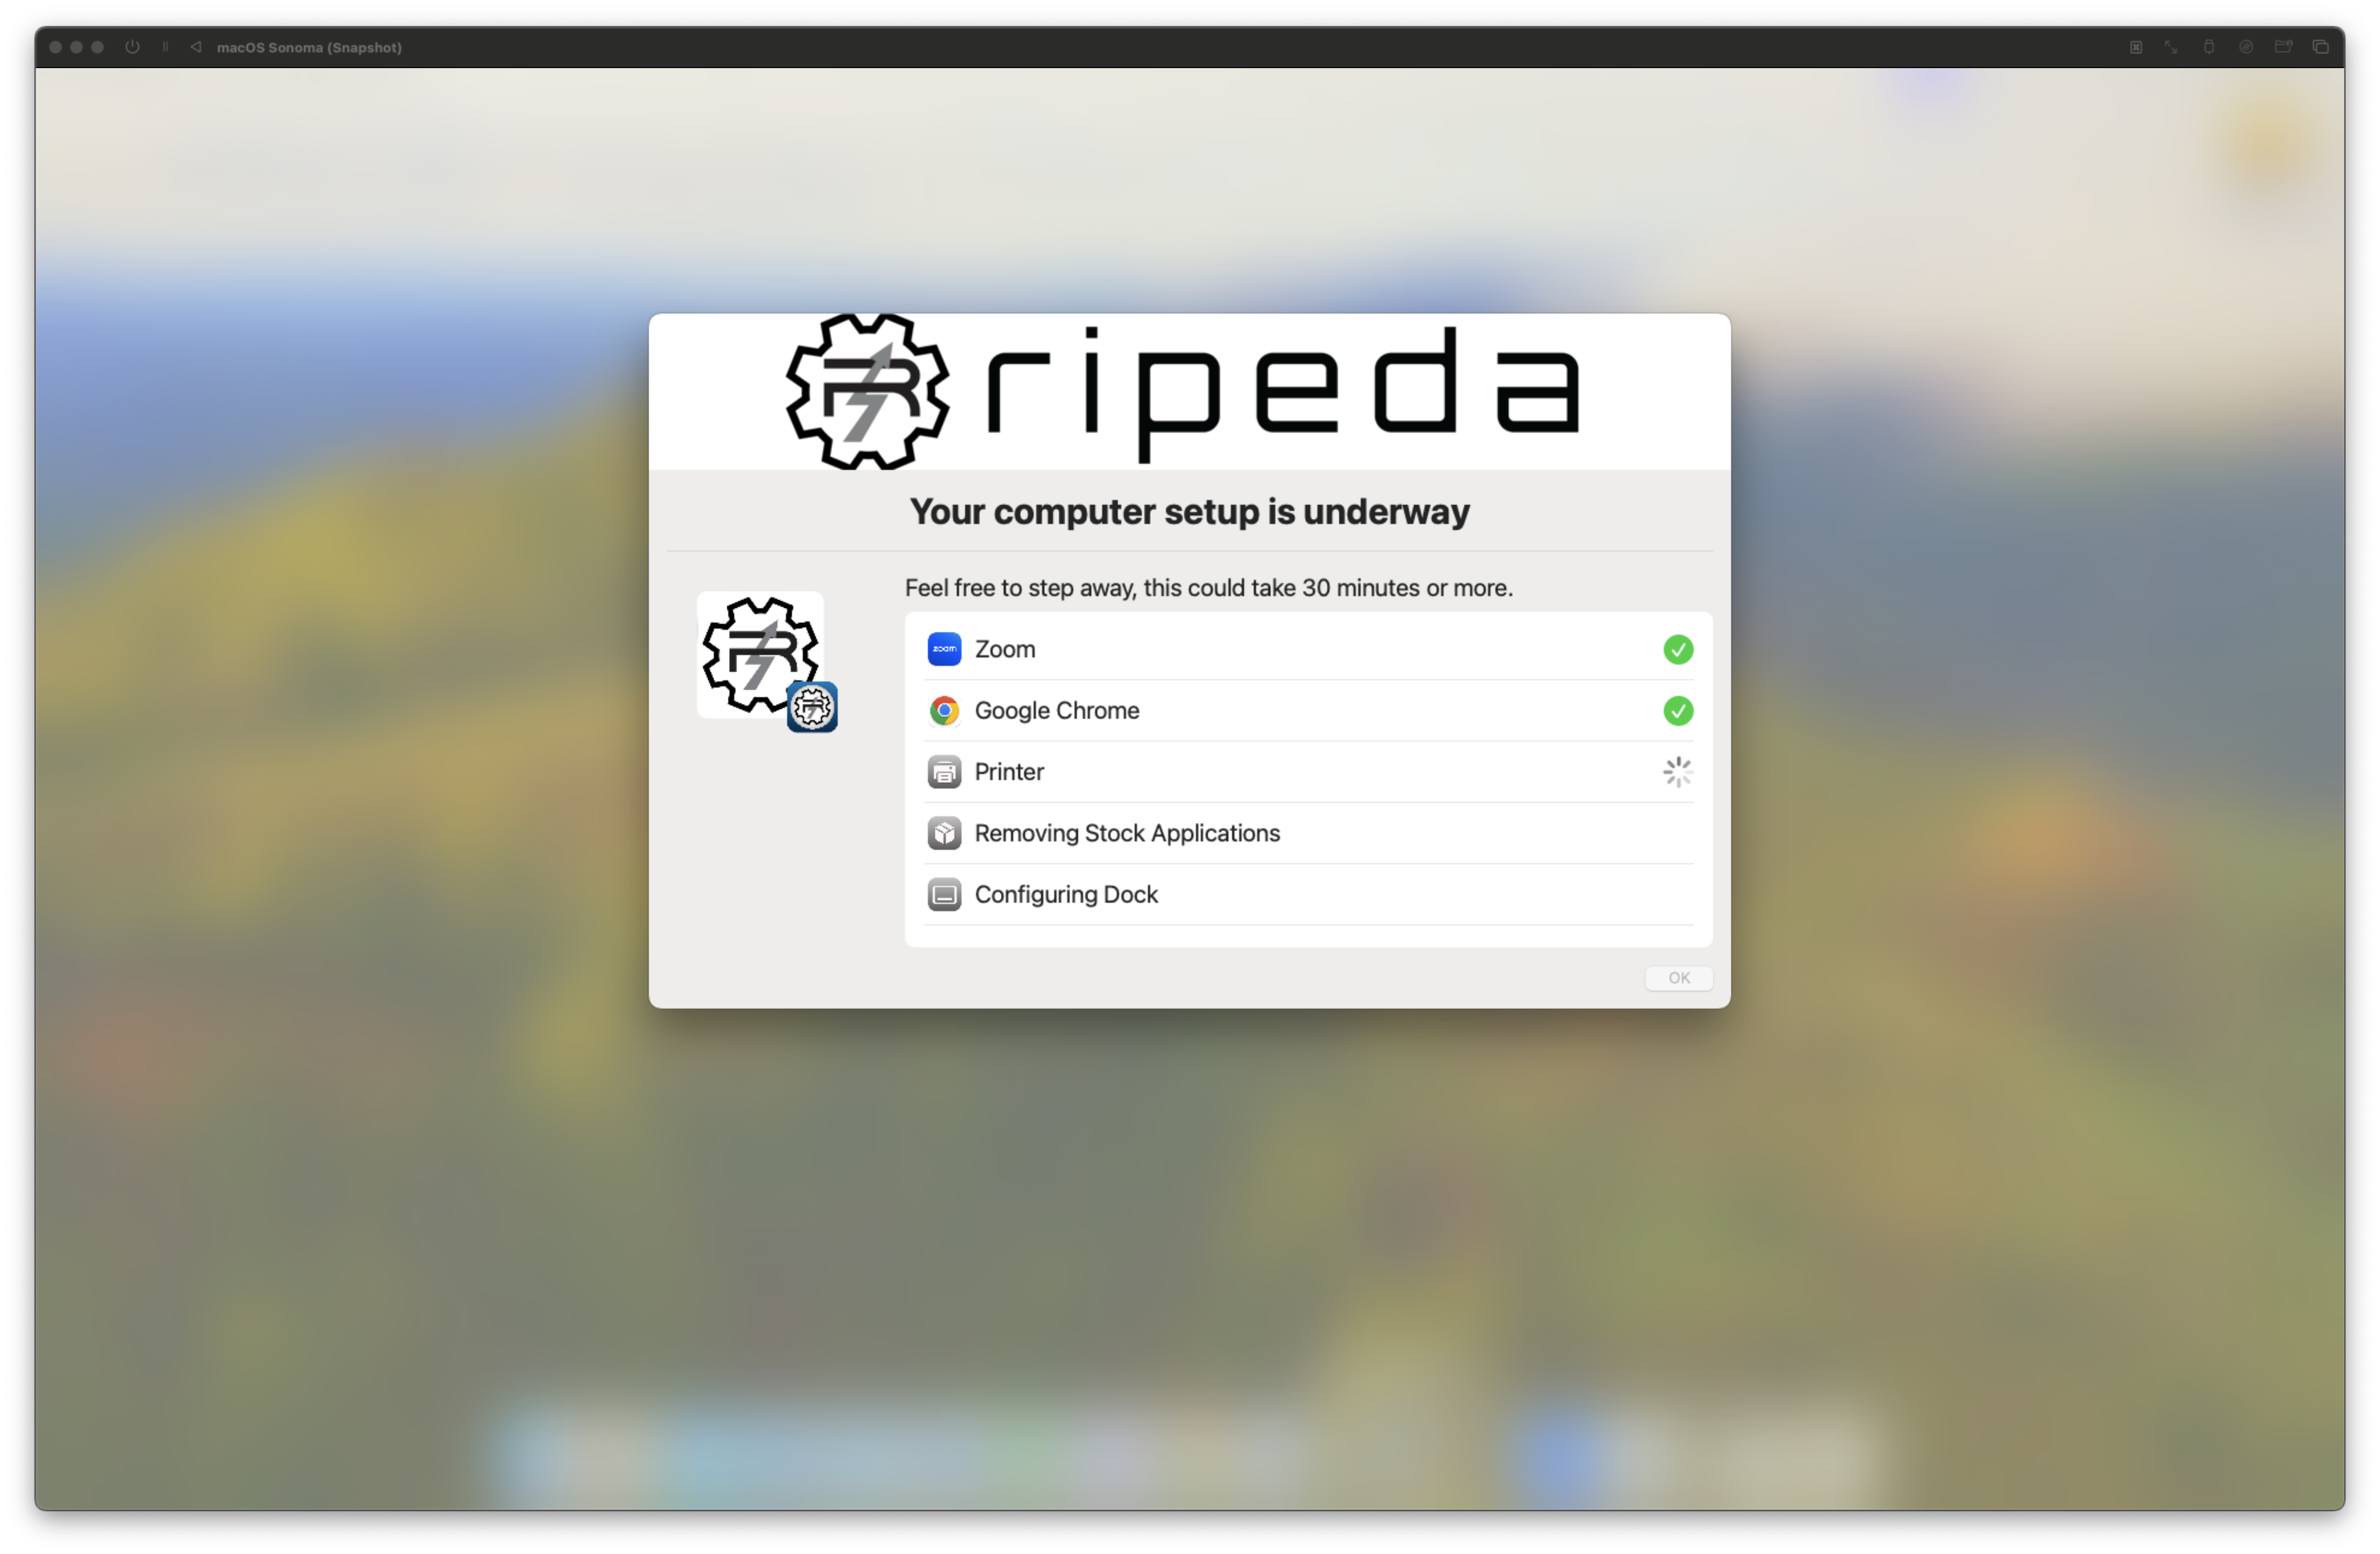 macOS Sonoma (Snapshot)
ripeda
Your computer setup is underway
Feel free to step away, this could take 30 minutes or more.
zoom Zoom
Google Chrome
Printer
Removing Stock Applications
Configuring Dock
OK